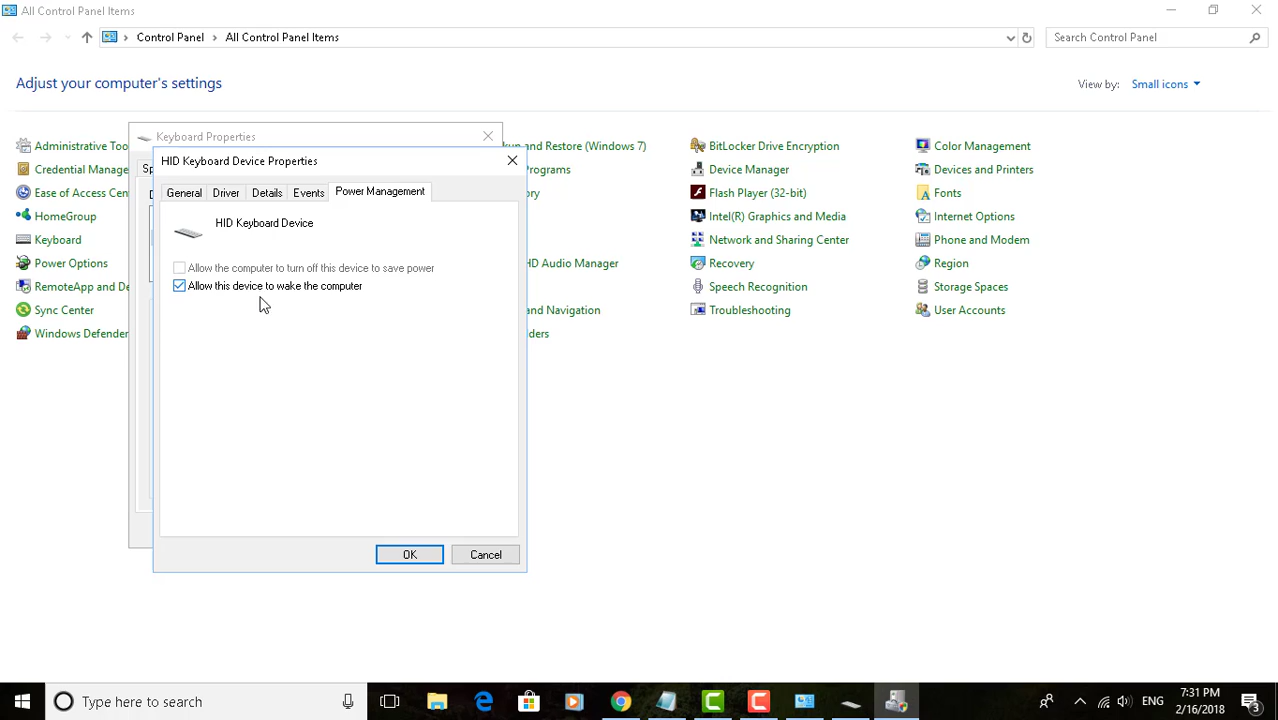 All Control Panel Items
Control Panel
All Control Panel Items
Search Control Panel
Adjust your computer's settings
View by: Small icons
Administrative Too
Credential Manage
Ease of Access Cen
HomeGroup
Keyboard
Power Options
RemoteApp and De
Sync Center
Windows Defender
Keyboard Properties
HID Keyboard Device Properties
General
Driver
Details
Events
Power Management
HID Keyboard Device
Allow the computer to turn off this device to save power
Allow this device to wake the computer
OK
Cancel
kup and Restore (Windows 7)
Programs
ory
HD Audio Manager
and Navigation
ders
BitLocker Drive Encryption
Device Manager
Flash Player (32-bit)
Intel(R) Graphics and Media
Network and Sharing Center
Recovery
Speech Recognition
Troubleshooting
Color Management
Devices and Printers
Fonts
Internet Options
Phone and Modem
Region
Storage Spaces
User Accounts
Type here to search
ENG
7:31 PM
2/16/2018
3